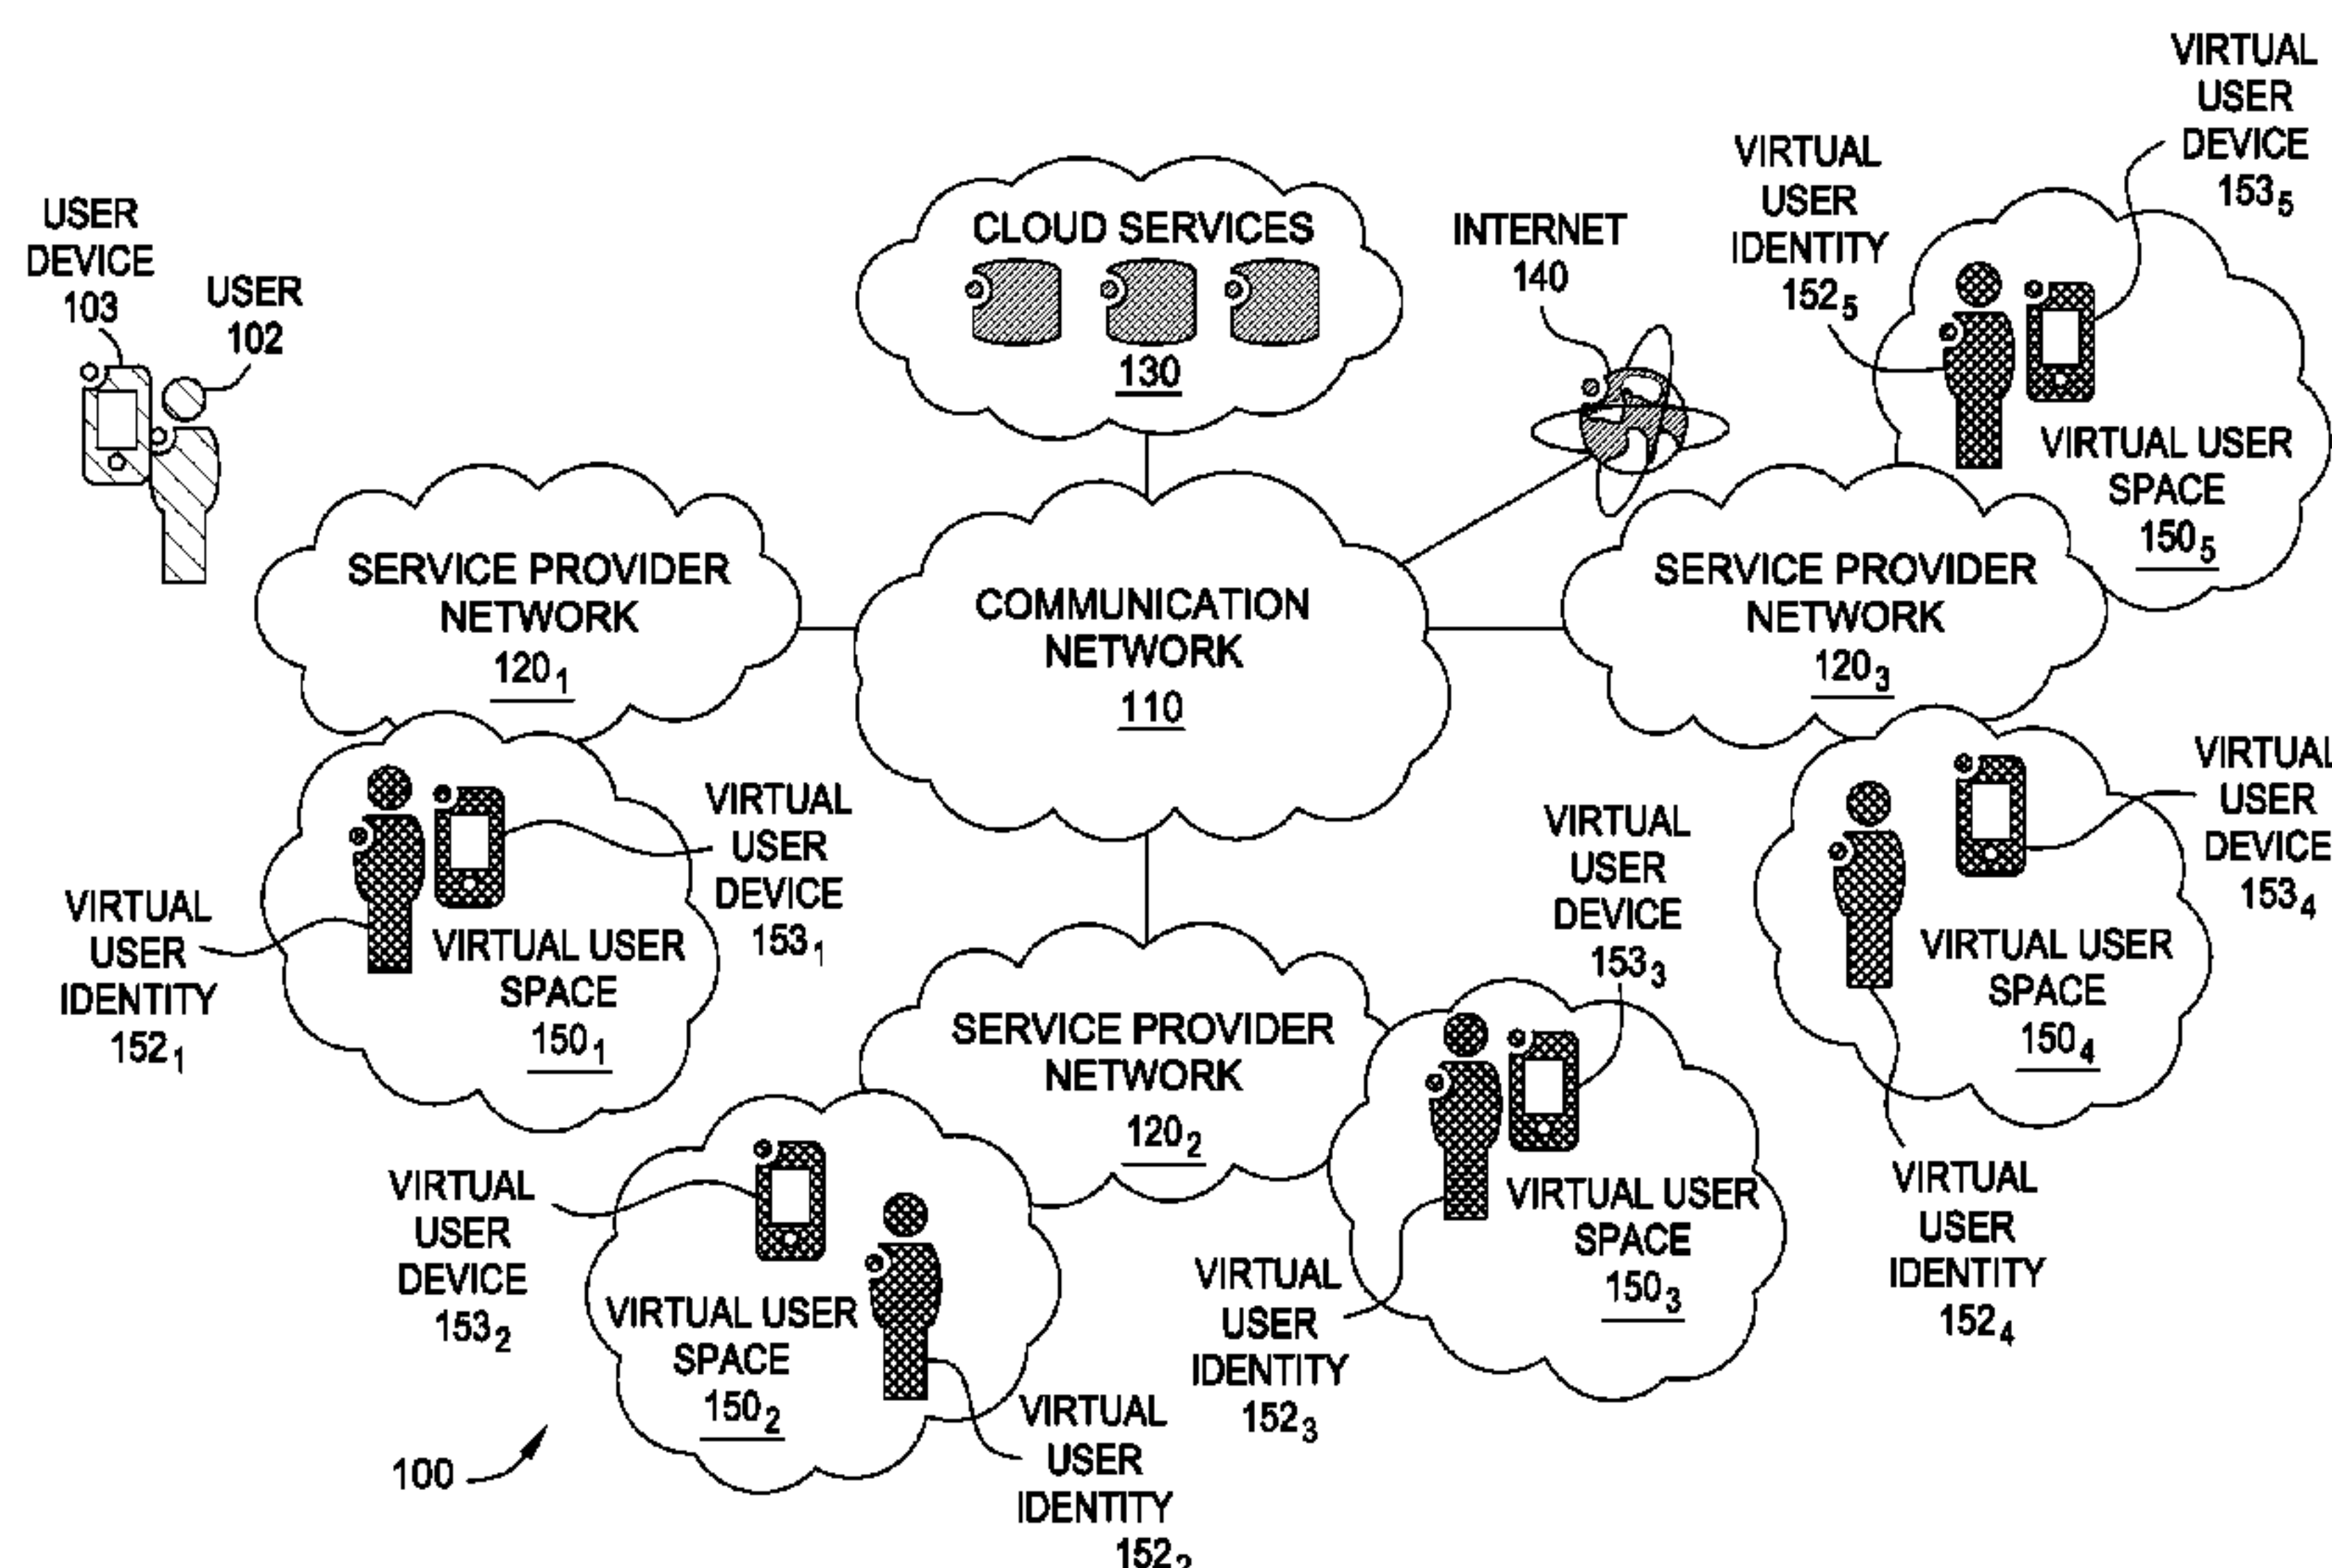 USER
DEVICE
103
USER
102
CLOUD SERVICES
130
INTERNET
140
VIRTUAL
USER
IDENTITY
152₅
VIRTUAL
USER
DEVICE
153₅
VIRTUAL USER
SPACE
150₅
SERVICE PROVIDER
NETWORK
120₁
COMMUNICATION
NETWORK
110
SERVICE PROVIDER
NETWORK
120₃
VIRTUAL
USER
IDENTITY
152₁
VIRTUAL USER
SPACE
150₁
VIRTUAL
USER
DEVICE
153₁
SERVICE PROVIDER
NETWORK
120₂
VIRTUAL
USER
DEVICE
153₃
VIRTUAL USER
SPACE
150₄
VIRTUAL
USER
DEVICE
153₄
VIRTUAL
USER
DEVICE
153₂
VIRTUAL USER
SPACE
150₂
VIRTUAL
USER
IDENTITY
152₂
VIRTUAL
USER
IDENTITY
152₃
VIRTUAL USER
SPACE
150₃
VIRTUAL
USER
IDENTITY
152₄
100